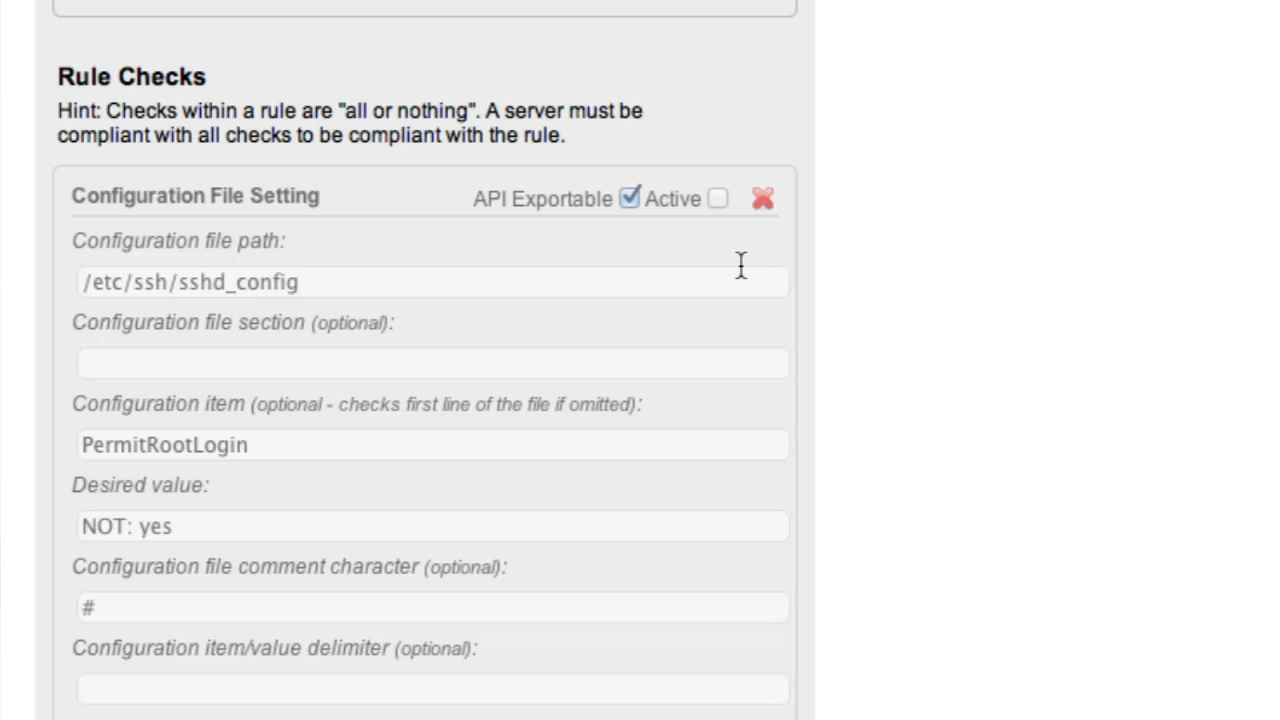 Rule Checks
Hint: Checks within a rule are "all or nothing". A server must be
compliant with all checks to be compliant with the rule.
Configuration File Setting API Exportable Active
Configuration file path:
/etc/ssh/sshd_config
Configuration file section (optional):
Configuration item (optional - checks first line of the file if omitted):
PermitRootLogin
Desired value:
NOT: yes
Configuration file comment character (optional):
#
Configuration item/value delimiter (optional):